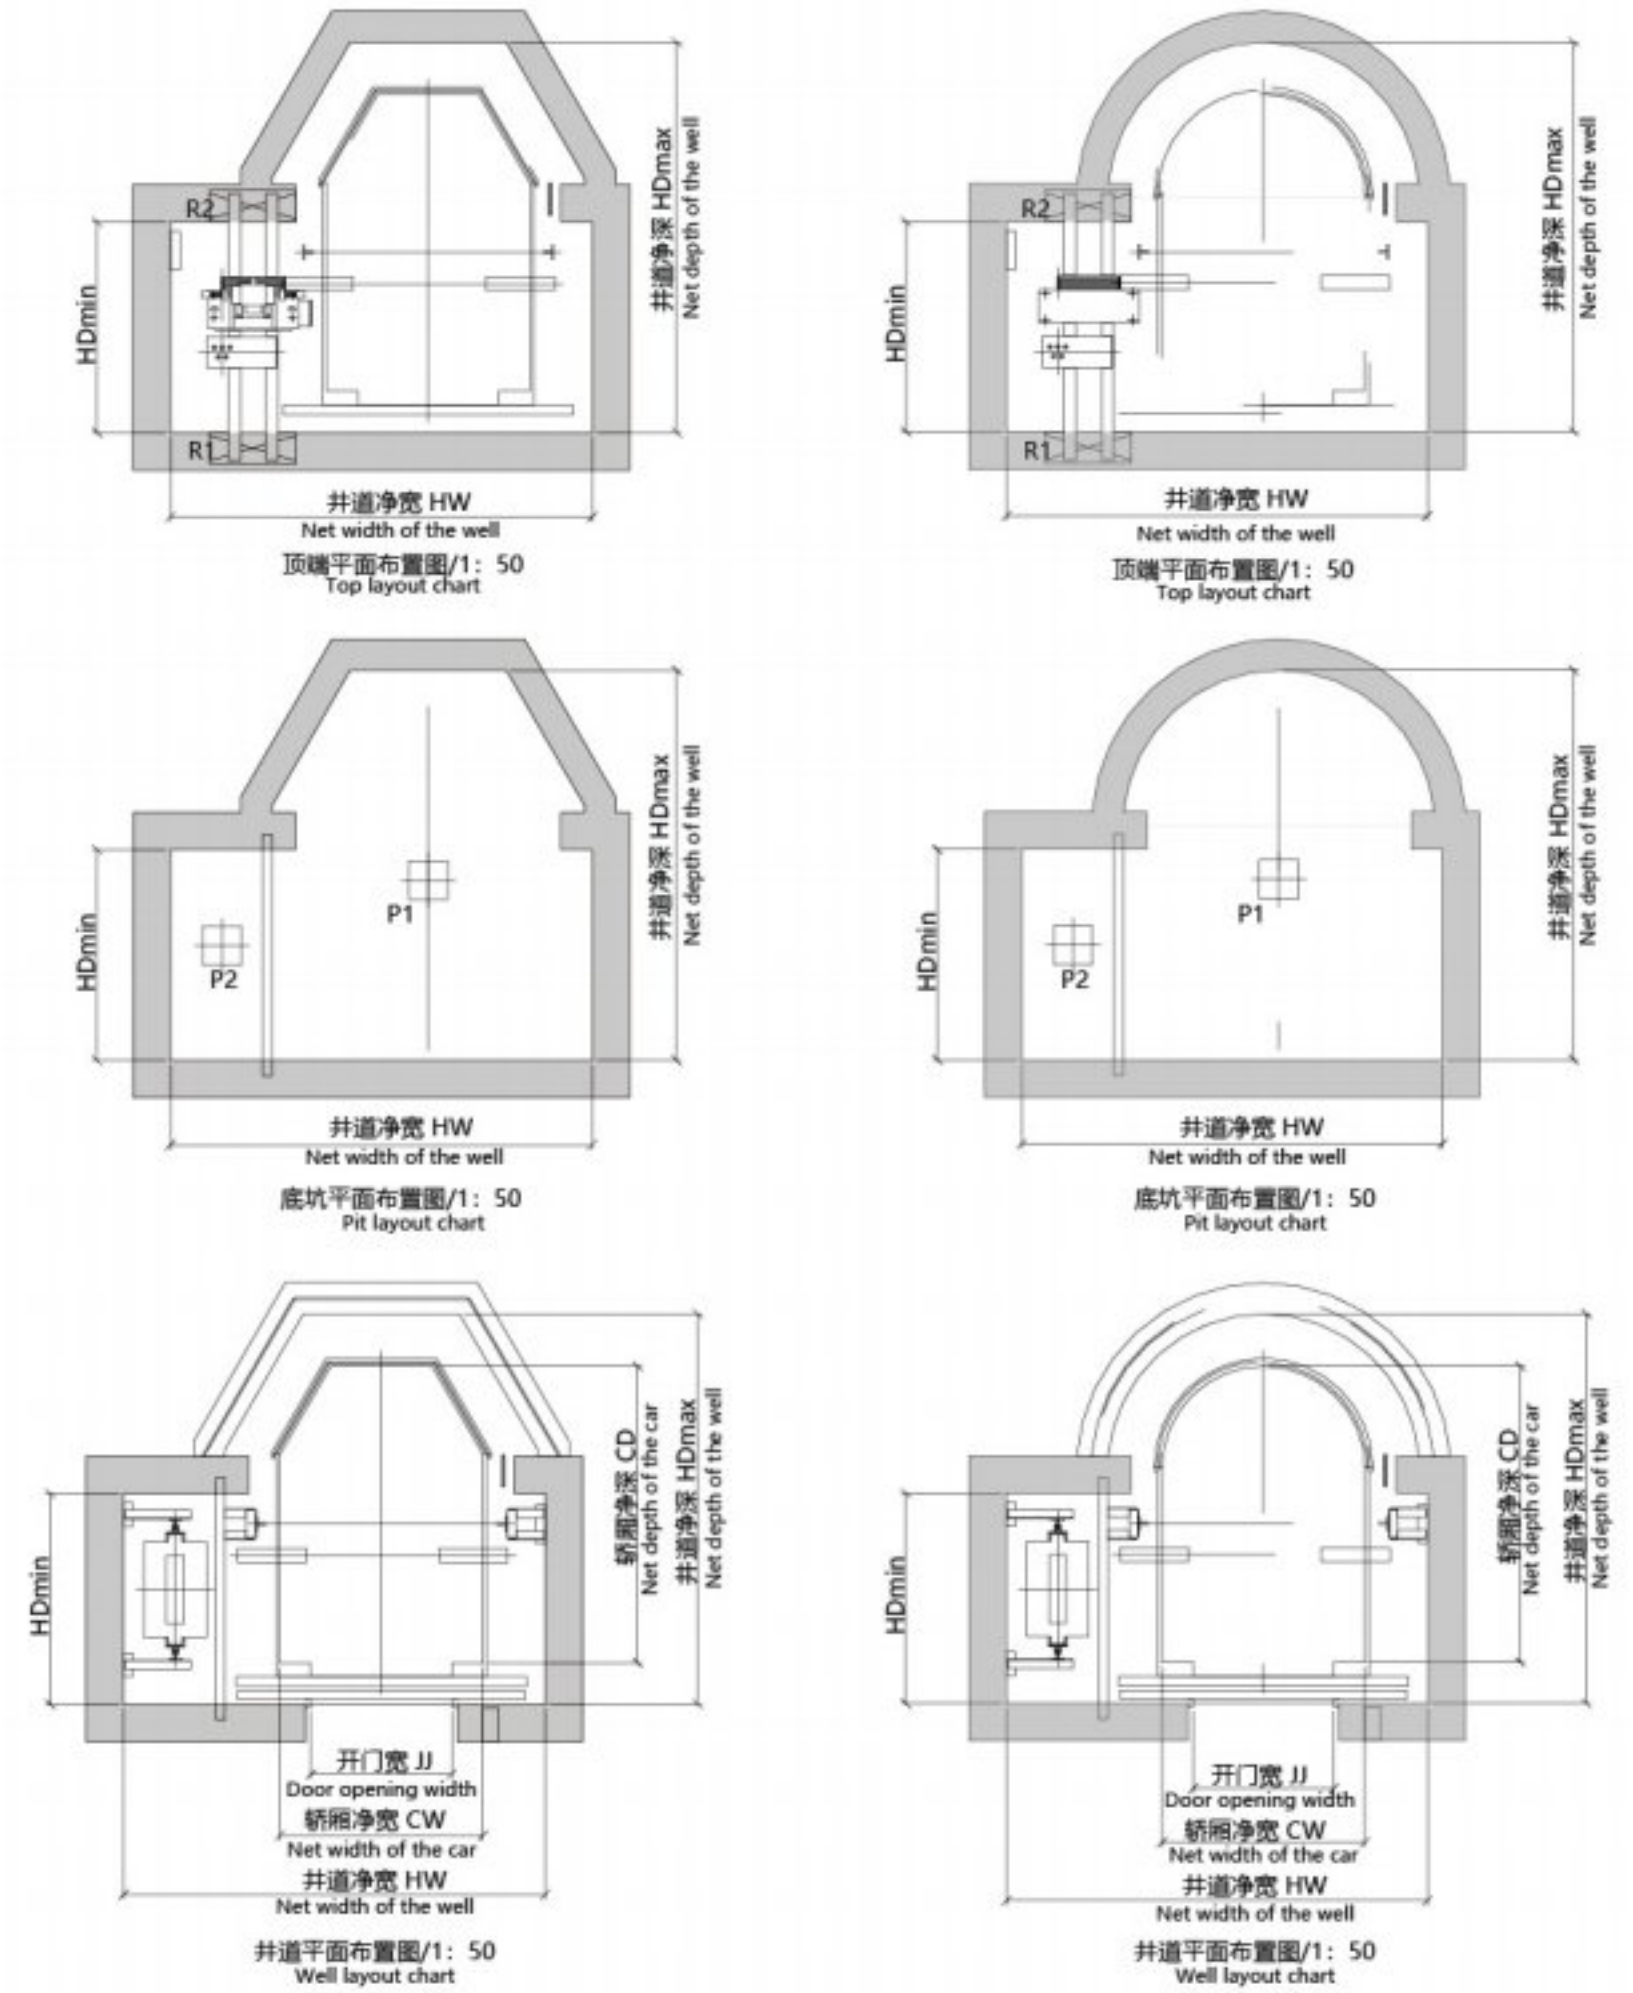 R2
R1
HDmin
井道净深 HDmax
Net depth of the well
井道净宽 HW
Net width of the well
顶端平面布置图/1：50
Top layout chart
R2
R1
HDmin
井道净深 HDmax
Net depth of the well
井道净宽 HW
Net width of the well
顶端平面布置图/1：50
Top layout chart
P1
P2
HDmin
井道净深 HDmax
Net depth of the well
井道净宽 HW
Net width of the well
底坑平面布置图/1：50
Pit layout chart
P1
P2
HDmin
井道净深 HDmax
Net depth of the well
井道净宽 HW
Net width of the well
底坑平面布置图/1：50
Pit layout chart
HDmin
轿厢净深 CD
Net depth of the car
井道净深 HDmax
Net depth of the well
开门宽 JJ
Door opening width
轿厢净宽 CW
Net width of the car
井道净宽 HW
Net width of the well
井道平面布置图/1：50
Well layout chart
HDmin
轿厢净深 CD
Net depth of the car
井道净深 HDmax
Net depth of the well
开门宽 JJ
Door opening width
轿厢净宽 CW
Net width of the car
井道净宽 HW
Net width of the well
井道平面布置图/1：50
Well layout chart